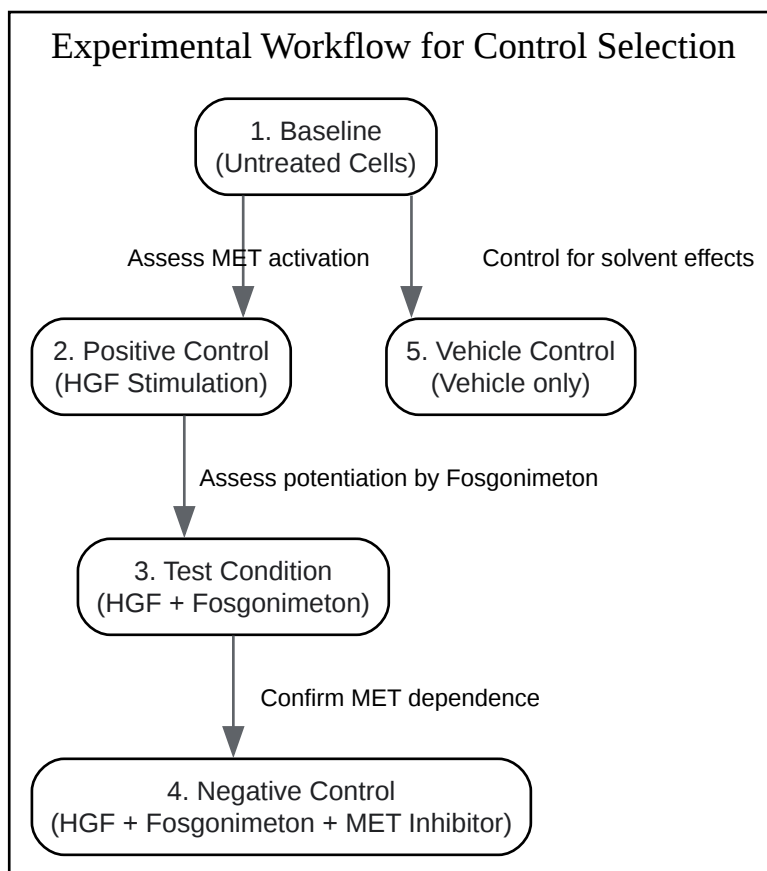 Experimental Workflow for Control Selection
1. Baseline
(Untreated Cells)
Assess MET activation
Control for solvent effects
2. Positive Control
(HGF Stimulation)
5. Vehicle Control
(Vehicle only)
Assess potentiation by Fosgonimeton
3. Test Condition
(HGF + Fosgonimeton)
Confirm MET dependence
4. Negative Control
(HGF + Fosgonimeton + MET Inhibitor)